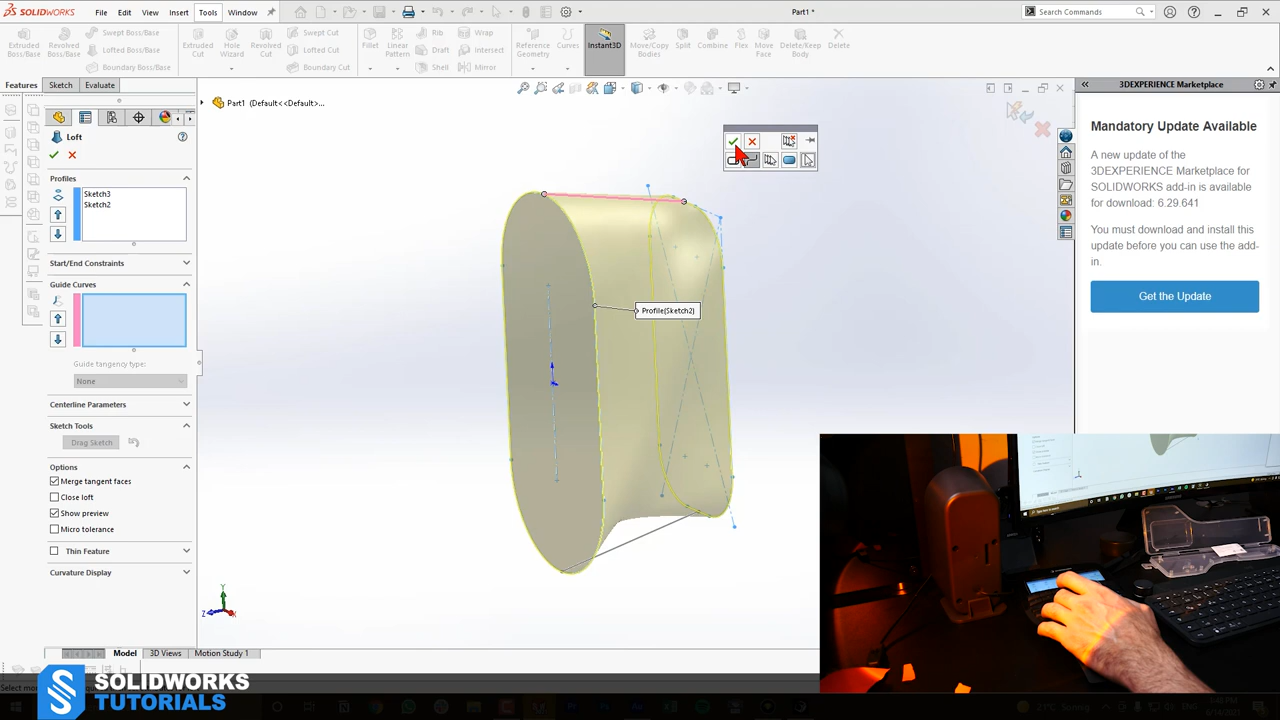 SOLIDWORKS
File Edit View Insert Tools Window
Part1 *
Search Commands
Extruded Boss/Base
Revolved Boss/Base
Swept Boss/Base
Lofted Boss/Base
Boundary Boss/Base
Extruded Cut
Hole Wizard
Revolved Cut
Swept Cut
Lofted Cut
Boundary Cut
Fillet
Linear Pattern
Rib
Draft
Shell
Wrap
Intersect
Mirror
Reference Geometry
Curves
Instant3D
Move/Copy Bodies
Split
Combine
Flex
Move Face
Delete/Keep Body
Delete
Features Sketch Evaluate
Part1 (Default<<Default>...
Loft
Profiles
Sketch3
Sketch2
Start/End Constraints
Guide Curves
Guide tangency type:
None
Centerline Parameters
Sketch Tools
Drag Sketch
Options
Merge tangent faces
Close loft
Show preview
Micro tolerance
Thin Feature
Curvature Display
Profile(Sketch2)
Y
Z
X
3DEXPERIENCE Marketplace
Mandatory Update Available
A new update of the
3DEXPERIENCE Marketplace for
SOLIDWORKS add-in is available
for download: 6.29.641
You must download and install this
update before you can use the add-
in.
Get the Update
Model 3D Views Motion Study 1
SOLIDWORKS
TUTORIALS